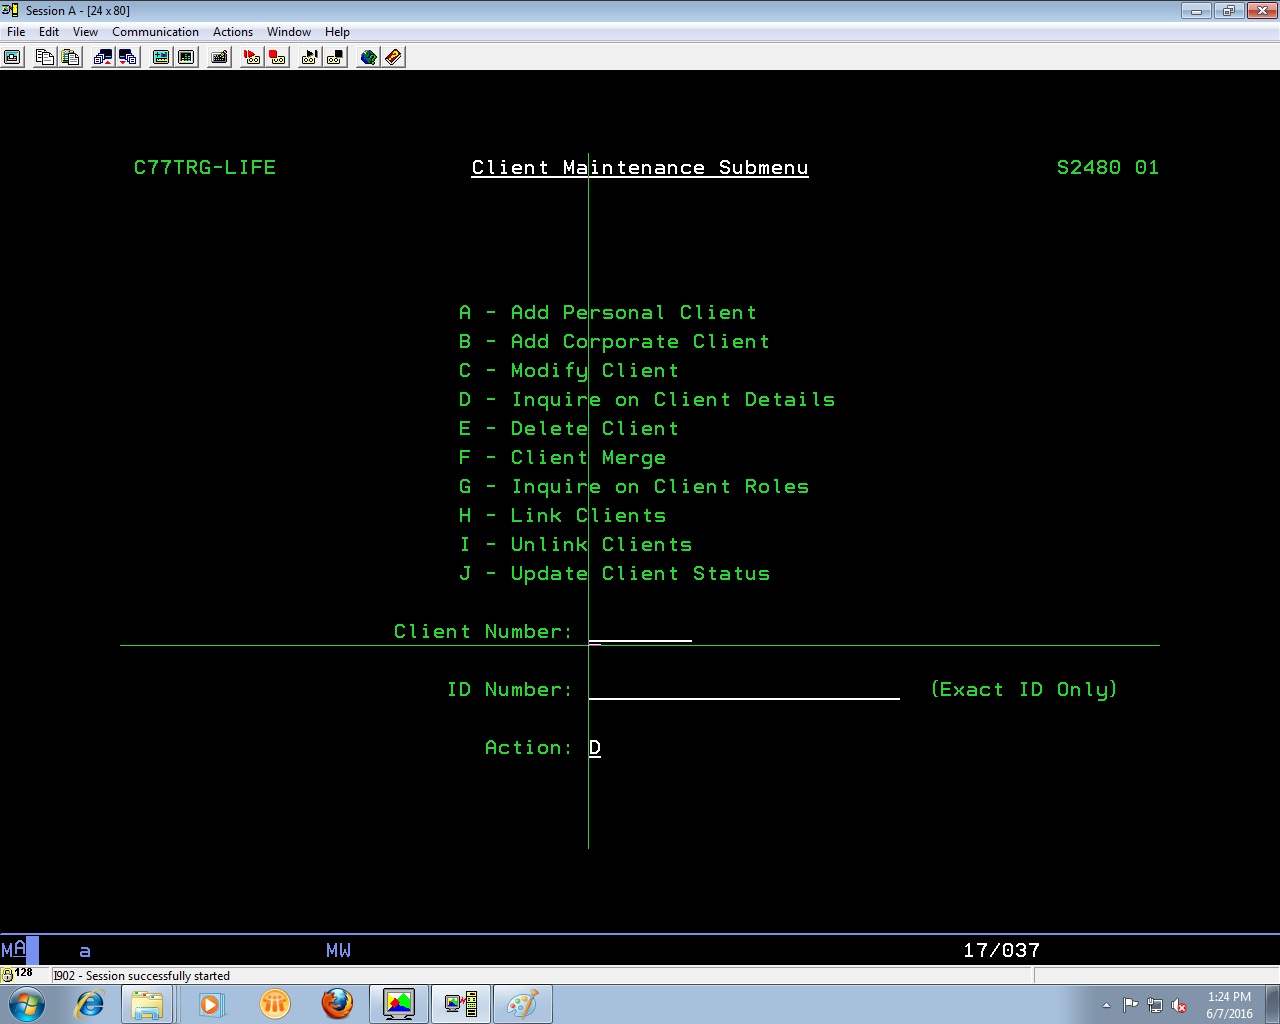 Session A - [24 x 80]
File Edit View Communication Actions Window Help
C77TRG-LIFE Client Maintenance Submenu S2480 01
A - Add Personal Client
B - Add Corporate Client
C - Modify Client
D - Inquire on Client Details
E - Delete Client
F - Client Merge
G - Inquire on Client Roles
H - Link Clients
I - Unlink Clients
J - Update Client Status
Client Number:
ID Number: (Exact ID Only)
Action: D
MA a MW 17/037
128 I902 - Session successfully started
1:24 PM
6/7/2016